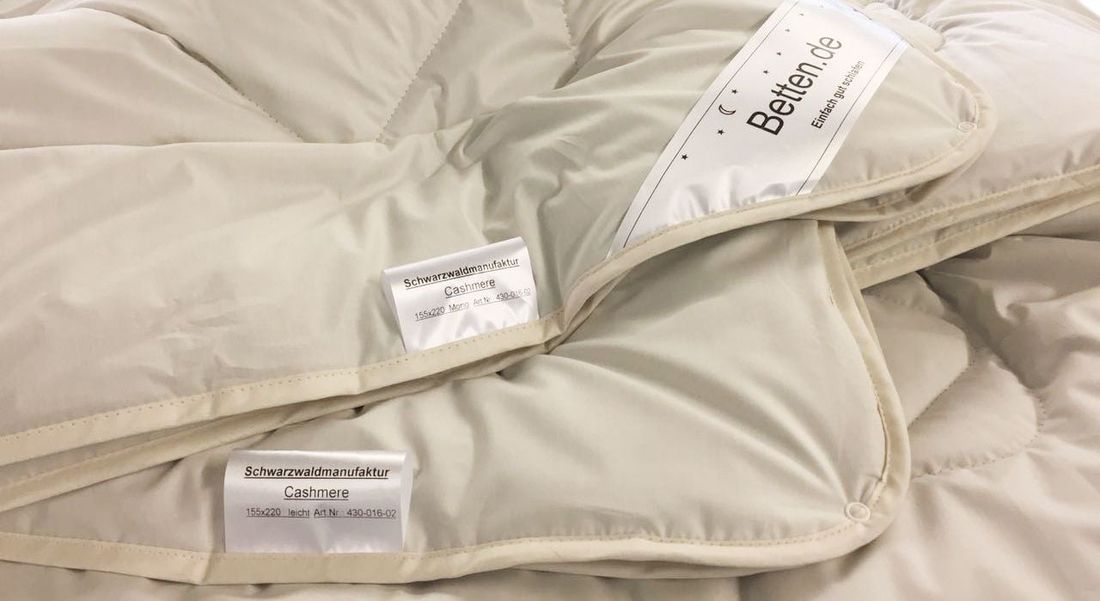 Betten.de
Einfach gut schlafen
Schwarzwaldmanufaktur
Cashmere
155x220 Mono Art.Nr. 430-016-02
Schwarzwaldmanufaktur
Cashmere
155x220 leicht Art.Nr. 430-016-02